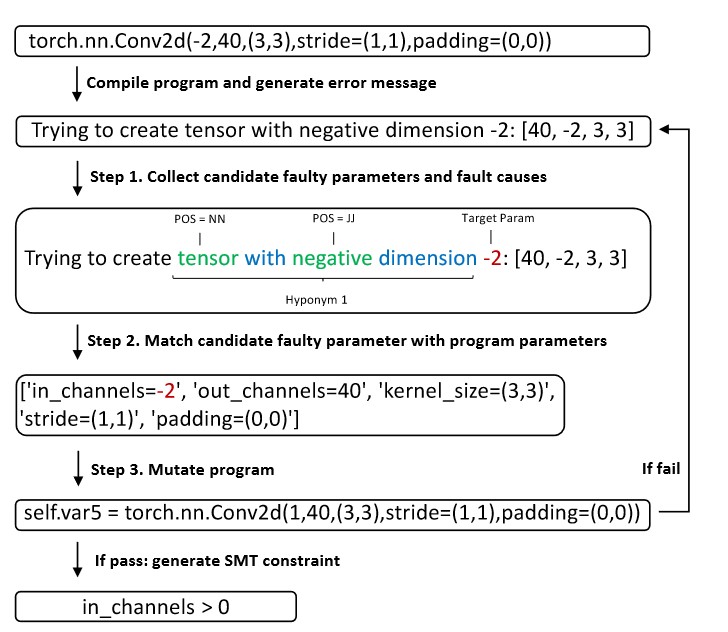 torch.nn.Conv2d(-2,40,(3,3),stride=(1,1),padding=(0,0))
Compile program and generate error message
Trying to create tensor with negative dimension -2: [40, -2, 3, 3]
Step 1. Collect candidate faulty parameters and fault causes
POS = NN POS = JJ Target Param
Trying to create tensor with negative dimension -2: [40, -2, 3, 3]
Hyponym 1
Step 2. Match candidate faulty parameter with program parameters
['in_channels=-2', 'out_channels=40', 'kernel_size=(3,3)',
'stride=(1,1)', 'padding=(0,0)']
Step 3. Mutate program
If fail
self.var5 = torch.nn.Conv2d(1,40,(3,3),stride=(1,1),padding=(0,0))
If pass: generate SMT constraint
in_channels > 0